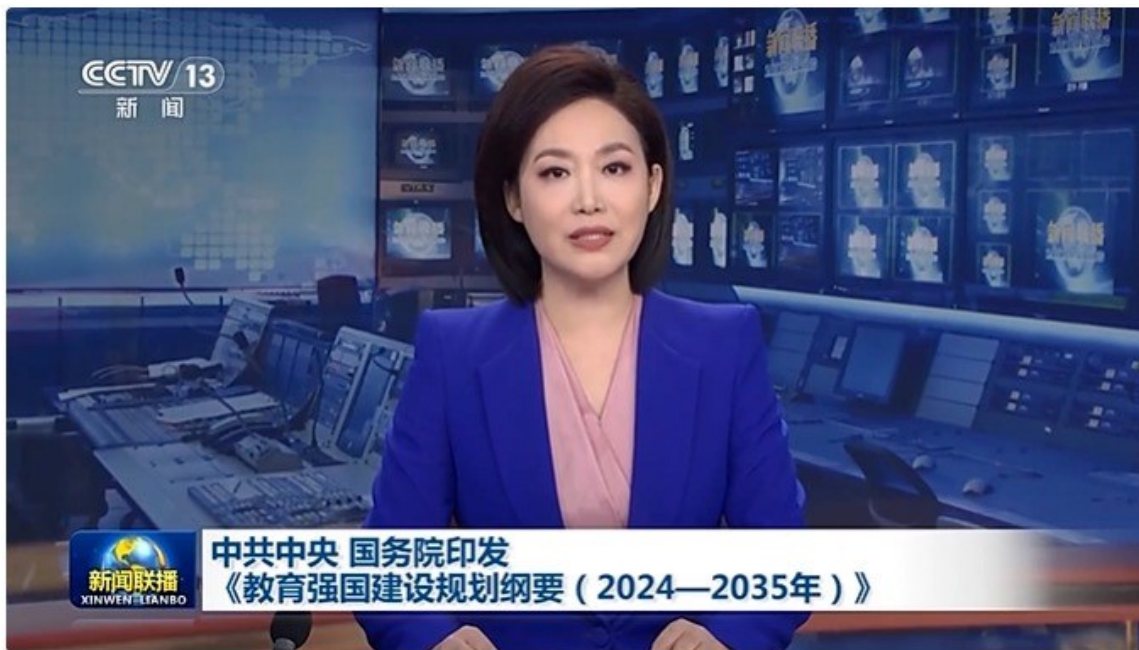 CCTV 13
新闻
中共中央 国务院印发
《教育强国建设规划纲要（2024—2035年）》
新闻联播
XINWEN LIANBO